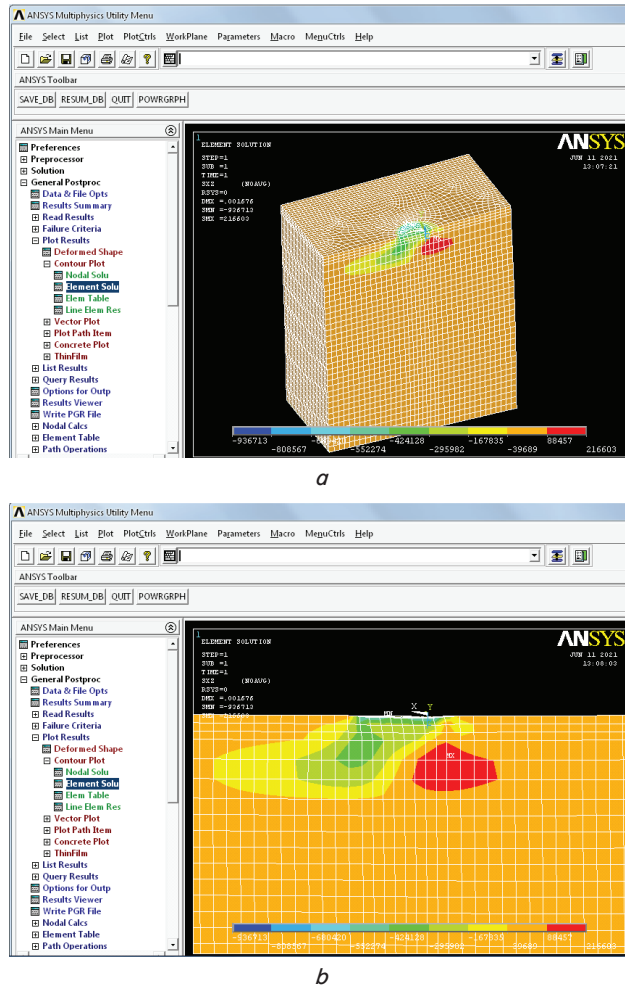 ANSYS Multiphysics Utility Menu
File Select List Plot PlotCtrls WorkPlane Parameters Macro MenuCtrls Help
ANSYS Toolbar
SAVE_DB RESUM_DB QUIT POWRGRPH
ANSYS Main Menu
Preferences
Preprocessor
Solution
General Postproc
Data & File Opts
Results Summary
Read Results
Failure Criteria
Plot Results
Deformed Shape
Contour Plot
Nodal Solu
Element Solu
Elem Table
Line Elem Res
Vector Plot
Plot Path Item
Concrete Plot
ThinFilm
List Results
Query Results
Options for Outp
Results Viewer
Write PGR File
Nodal Calcs
Element Table
Path Operations
1
ELEMENT SOLUTION
STEP=1
SUB =1
TIME=1
SXZ (NOAVG)
RSYS=0
DMX =.001676
SMN =-936713
SMX =216603
ANSYS
JUN 11 2021
13:07:21
-936713 -424128 -167835 88457
-808567 -552274 -295982 -39689 216603
a
ANSYS Multiphysics Utility Menu
File Select List Plot PlotCtrls WorkPlane Parameters Macro MenuCtrls Help
ANSYS Toolbar
SAVE_DB RESUM_DB QUIT POWRGRPH
ANSYS Main Menu
Preferences
Preprocessor
Solution
General Postproc
Data & File Opts
Results Summary
Read Results
Failure Criteria
Plot Results
Deformed Shape
Contour Plot
Nodal Solu
Element Solu
Elem Table
Line Elem Res
Vector Plot
Plot Path Item
Concrete Plot
ThinFilm
List Results
Query Results
Options for Outp
Results Viewer
Write PGR File
Nodal Calcs
Element Table
Path Operations
1
ELEMENT SOLUTION
STEP=1
SUB =1
TIME=1
SXZ (NOAVG)
RSYS=0
DMX =.001676
SMN =-936713
ANSYS
JUN 11 2021
13:08:03
X Y
MN
MX
-936713 -680420 -424128 -167835 88457
-808567 -552274 -295982 -39689 216603
b